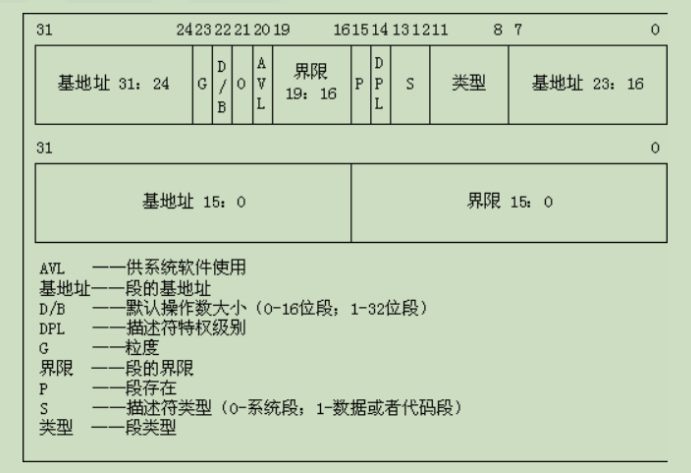 31 24 23 22 21 20 19 16 15 14 13 12 11 8 7 0
基地址 31：24 G D/B 0 AVL 界限 19：16 P DPL S 类型 基地址 23：16
31 0
基地址 15：0 界限 15：0
AVL ——供系统软件使用
基地址——段的基地址
D/B ——默认操作数大小（0-16位段；1-32位段）
DPL ——描述符特权级别
G ——粒度
界限 ——段的界限
P ——段存在
S ——描述符类型（0-系统段；1-数据或者代码段）
类型 ——段类型